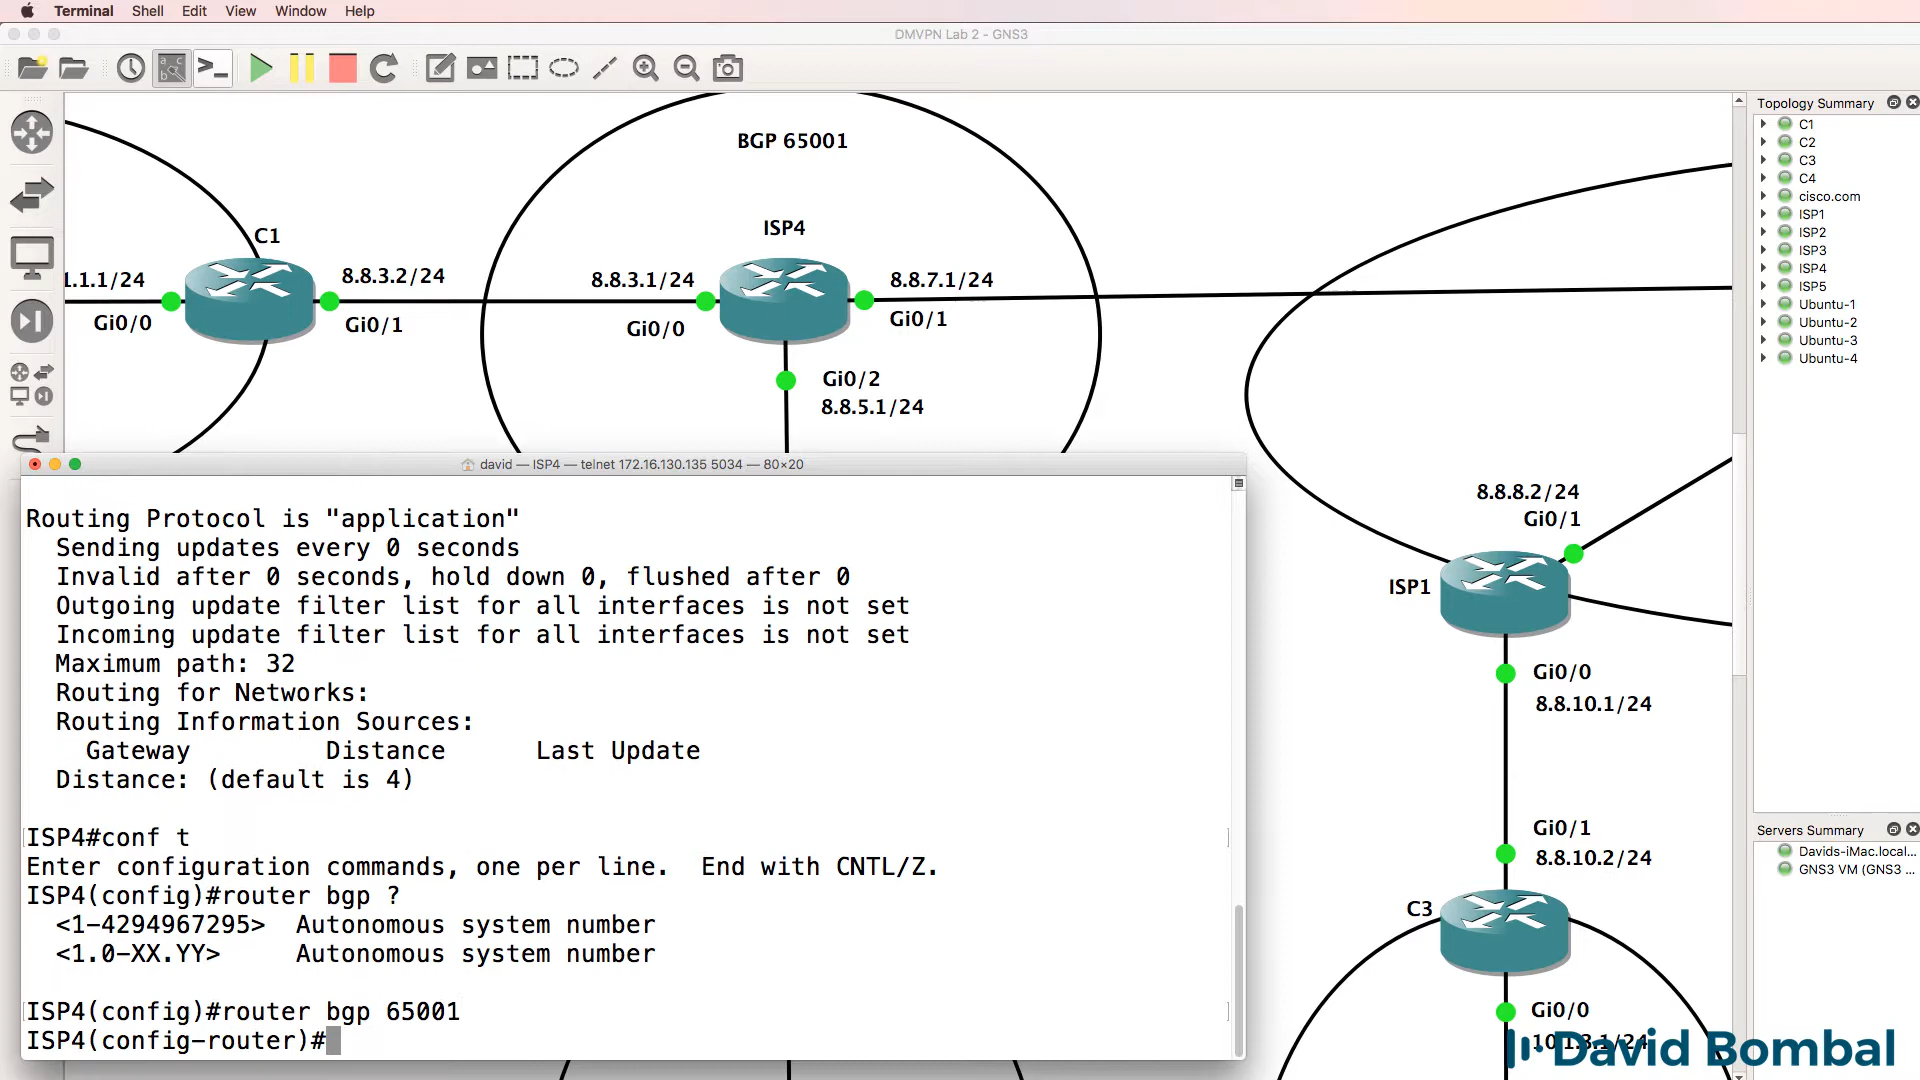 Terminal Shell Edit View Window Help
DMVPN Lab 2 - GNS3
BGP 65001
C1
ISP4
1.1.1/24
8.8.3.2/24
8.8.3.1/24
8.8.7.1/24
Gi0/0
Gi0/1
Gi0/0
Gi0/1
Gi0/2
8.8.5.1/24
8.8.8.2/24
Gi0/1
ISP1
Gi0/0
8.8.10.1/24
Gi0/1
8.8.10.2/24
C3
Gi0/0
10.1.3.1/24
Topology Summary
C1
C2
C3
C4
cisco.com
ISP1
ISP2
ISP3
ISP4
ISP5
Ubuntu-1
Ubuntu-2
Ubuntu-3
Ubuntu-4
Servers Summary
Davids-iMac.local...
GNS3 VM (GNS3 ...
david — ISP4 — telnet 172.16.130.135 5034 — 80×20
Routing Protocol is "application"
Sending updates every 0 seconds
Invalid after 0 seconds, hold down 0, flushed after 0
Outgoing update filter list for all interfaces is not set
Incoming update filter list for all interfaces is not set
Maximum path: 32
Routing for Networks:
Routing Information Sources:
Gateway Distance Last Update
Distance: (default is 4)
ISP4#conf t
Enter configuration commands, one per line. End with CNTL/Z.
ISP4(config)#router bgp ?
<1-4294967295> Autonomous system number
<1.0-XX.YY> Autonomous system number
ISP4(config)#router bgp 65001
ISP4(config-router)#
David Bombal